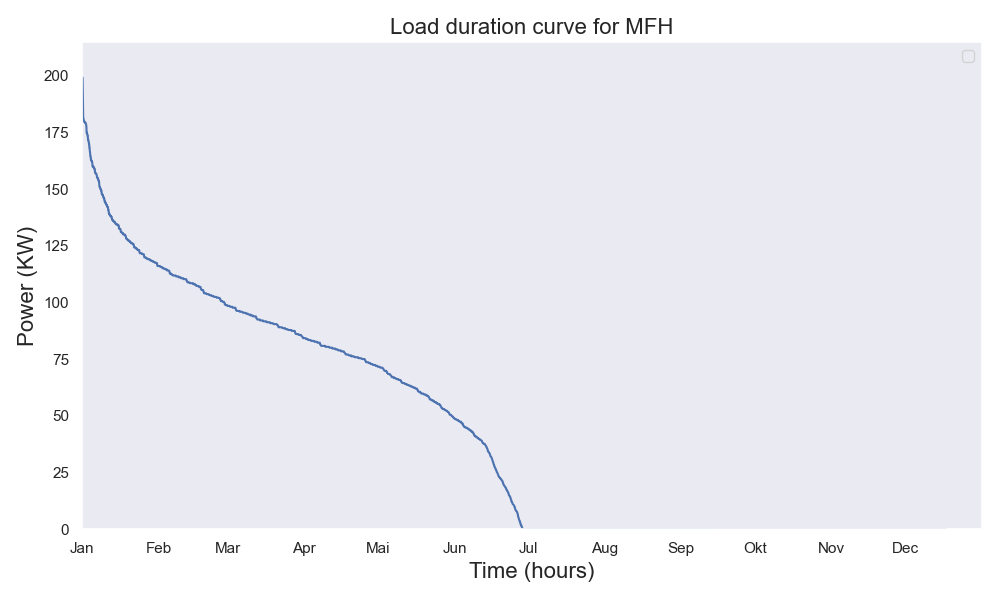 Load duration curve for MFH
Power (KW)
200
175
150
125
100
75
50
25
0
Jan Feb Mar Apr Mai Jun Jul Aug Sep Okt Nov Dec
Time (hours)